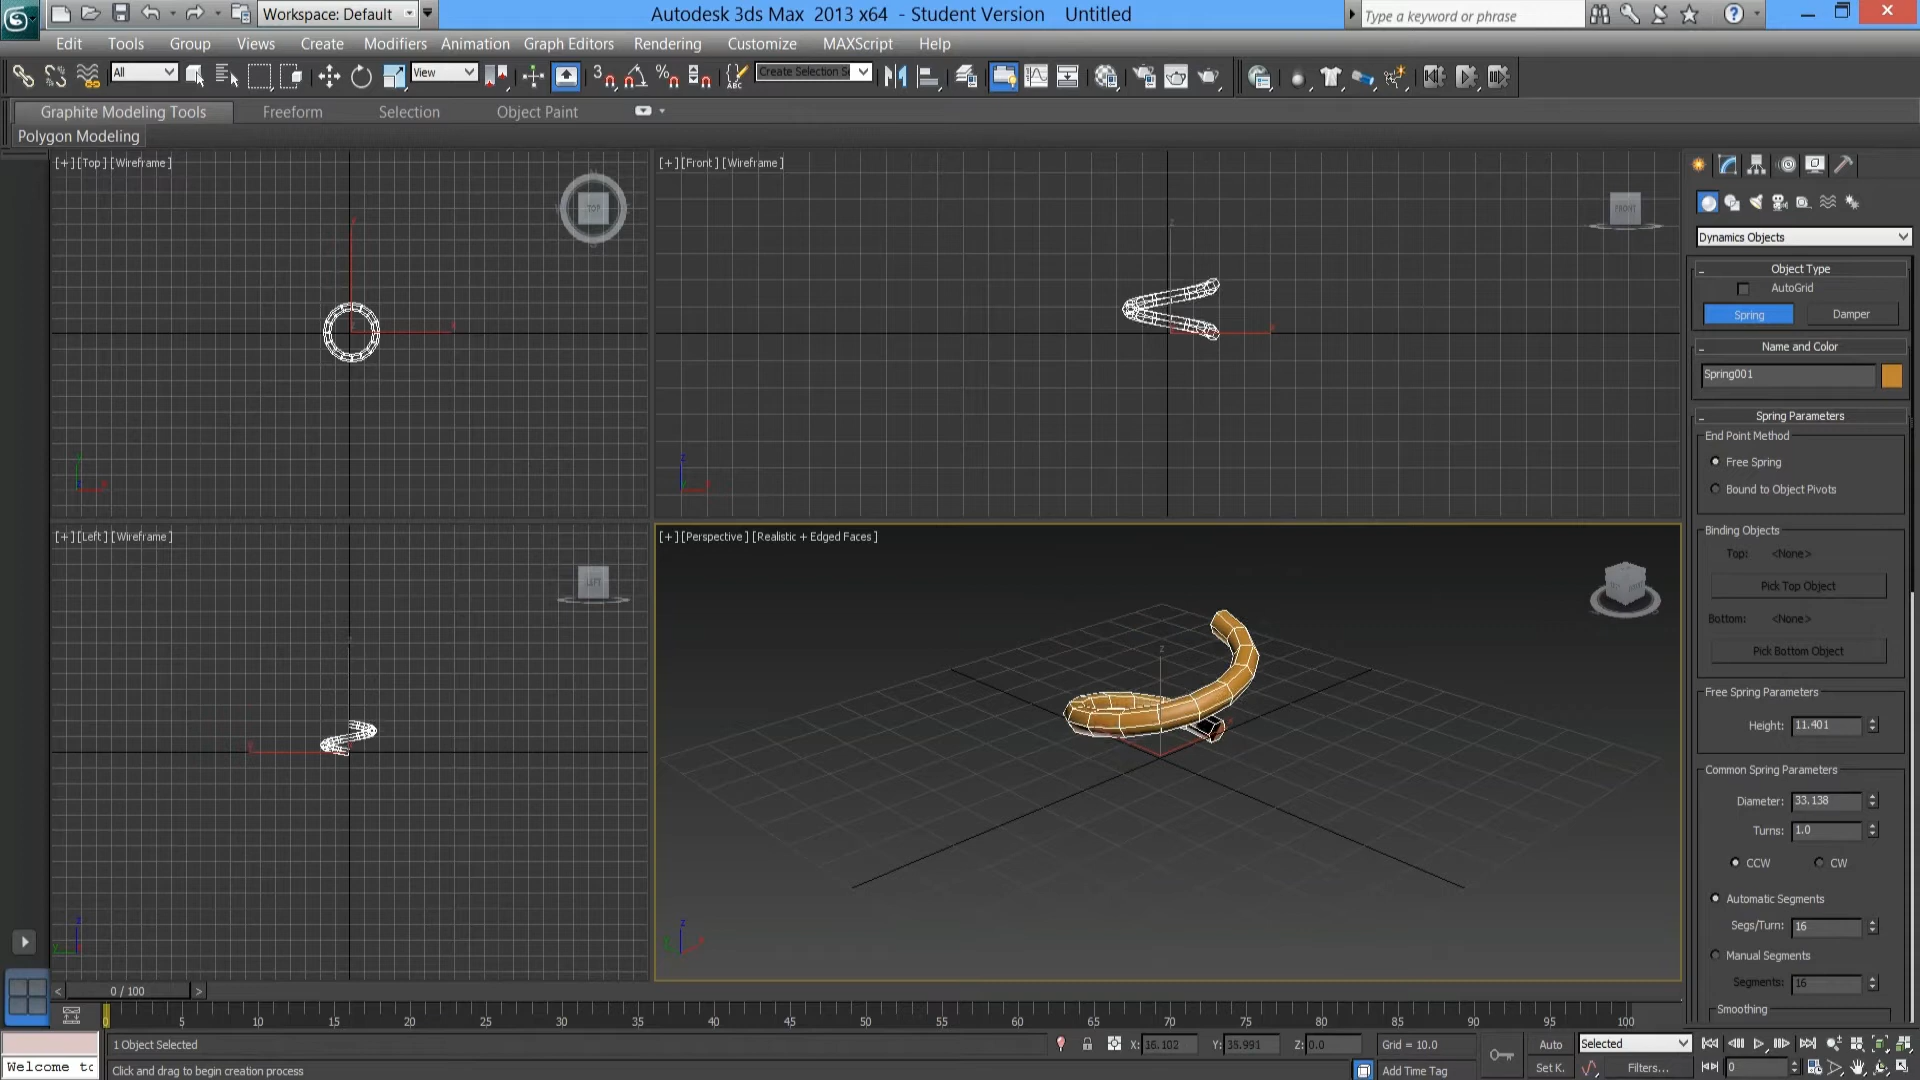 Workspace: Default
Autodesk 3ds Max 2013 x64 - Student Version Untitled
Type a keyword or phrase
Edit Tools Group Views Create Modifiers Animation Graph Editors Rendering Customize MAXScript Help
All
View
3
%
ABC
Create Selection S
Graphite Modeling Tools Freeform Selection Object Paint
Polygon Modeling
[+][Top][Wireframe]
TOP
[+][Front][Wireframe]
FRONT
[+][Left][Wireframe]
LEFT
[+][Perspective][Realistic + Edged Faces]
Dynamics Objects
Object Type
AutoGrid
Spring Damper
Name and Color
Spring001
Spring Parameters
End Point Method
Free Spring
Bound to Object Pivots
Binding Objects
Top: <None>
Pick Top Object
Bottom: <None>
Pick Bottom Object
Free Spring Parameters
Height: 11.401
Common Spring Parameters
Diameter: 33.138
Turns: 1.0
CCW CW
Automatic Segments
Segs/Turn: 16
Manual Segments
Segments: 16
Smoothing
< 0 / 100 >
0 5 10 15 20 25 30 35 40 45 50 55 60 65 70 75 80 85 90 95 100
1 Object Selected
X: 16.102 Y: 35.991 Z: 0.0 Grid = 10.0
Auto Selected
Welcome to
Click and drag to begin creation process
Add Time Tag
Set K. Filters... 0